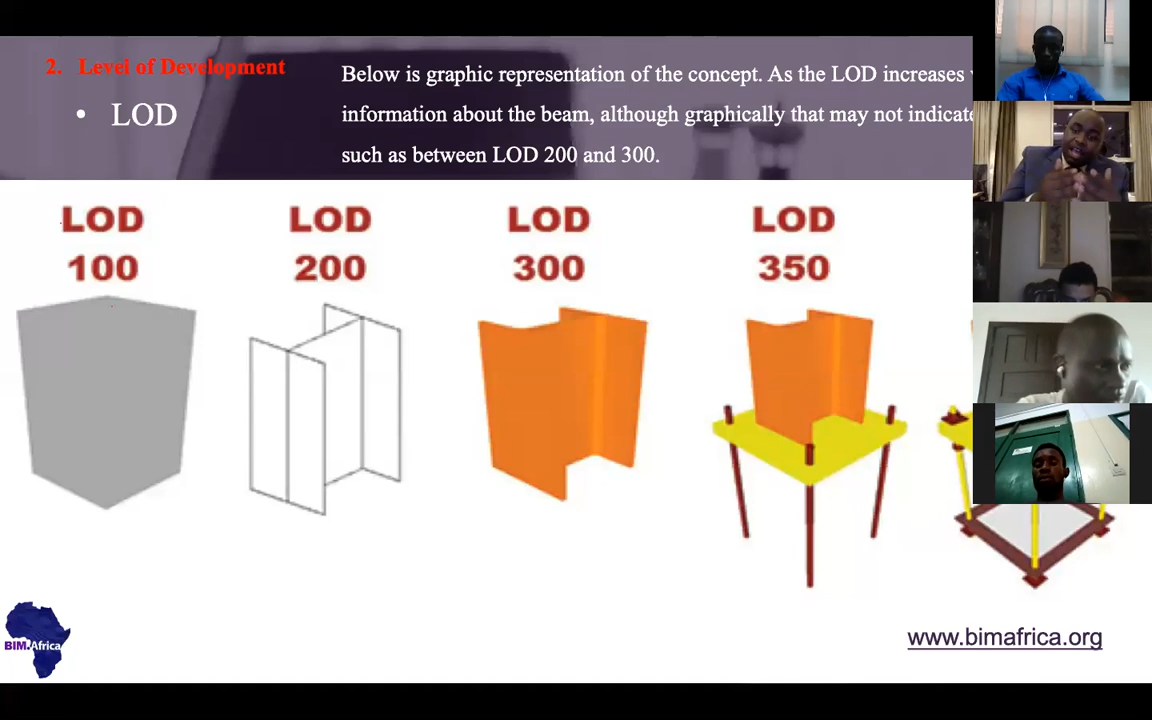 2. Level of Development
• LOD
Below is graphic representation of the concept. As the LOD increases
information about the beam, although graphically that may not indicate
such as between LOD 200 and 300.
LOD
100
LOD
200
LOD
300
LOD
350
BIM Africa
www.bimafrica.org